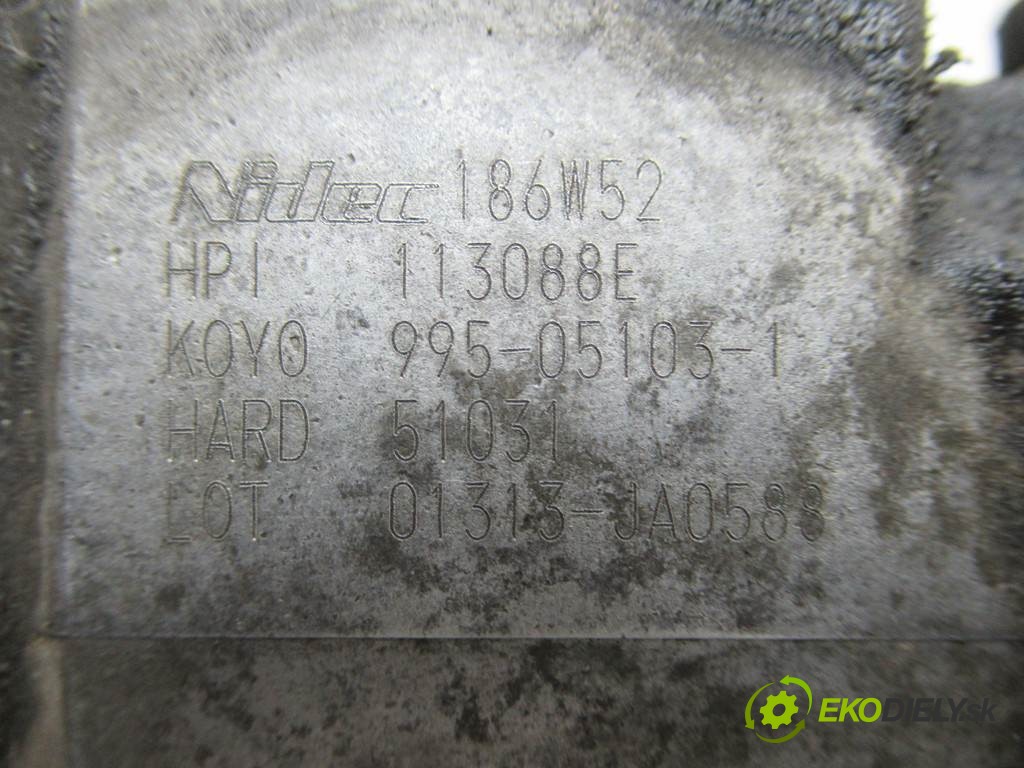 Nidec 186W52
HPI 113088E
KOYO 995-05103-1
HARD 51031
LOT 01313-JA0588
EKODIELY.sk